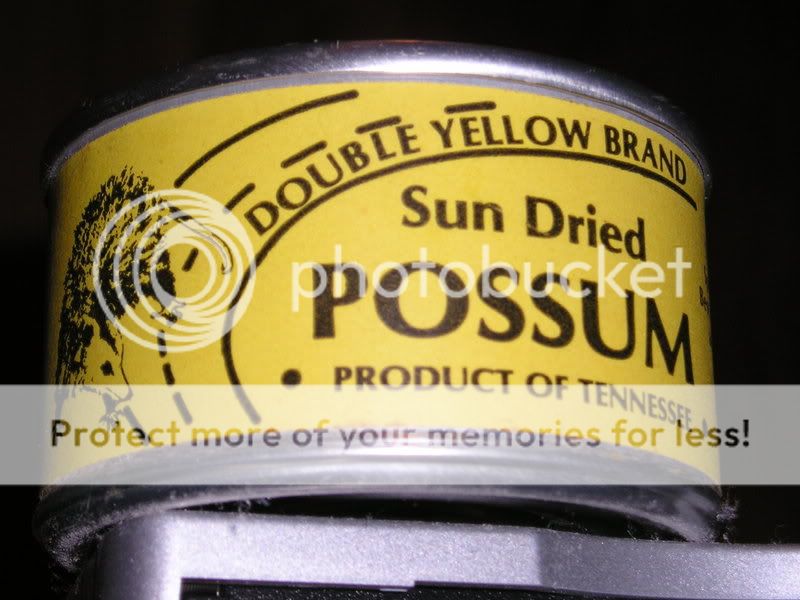 DOUBLE YELLOW BRAND
Sun Dried
photobucket
POSSUM
• PRODUCT OF TENNESSEE
Protect more of your memories for less!